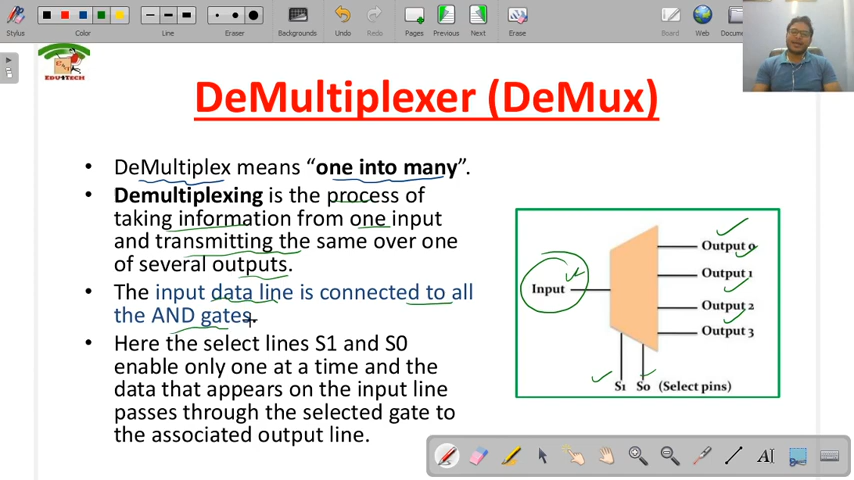 Stylus
Color
Line
Eraser
Backgrounds
Undo
Redo
Pages
Previous
Next
Erase
Board
Web
Docum
EDU4TECH
DeMultiplexer (DeMux)
• DeMultiplex means “one into many”.
• Demultiplexing is the process of
taking information from one input
and transmitting the same over one
of several outputs.
• The input data line is connected to all
the AND gates.
• Here the select lines S1 and S0
enable only one at a time and the
data that appears on the input line
passes through the selected gate to
the associated output line.
Input
Output 0
Output 1
Output 2
Output 3
S1 S0 (Select pins)